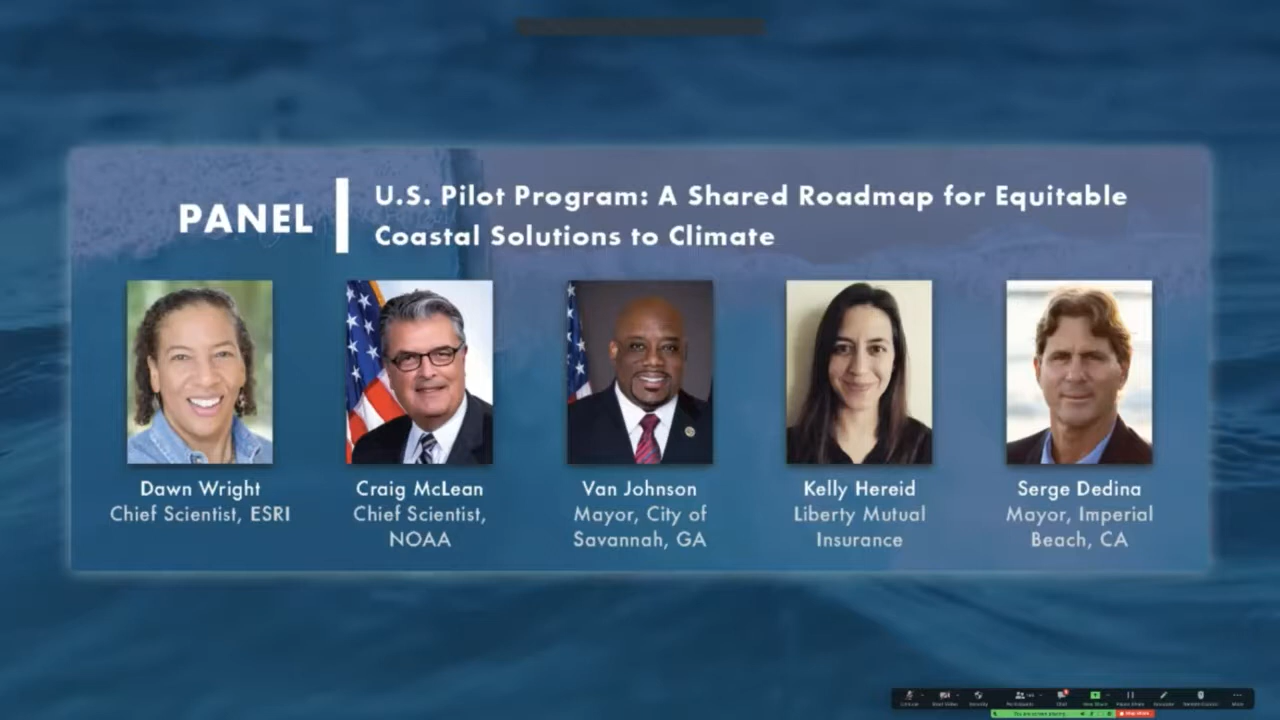 PANEL
U.S. Pilot Program: A Shared Roadmap for Equitable
Coastal Solutions to Climate
Dawn Wright
Chief Scientist, ESRI
Craig McLean
Chief Scientist,
NOAA
Van Johnson
Mayor, City of
Savannah, GA
Kelly Hereid
Liberty Mutual
Insurance
Serge Dedina
Mayor, Imperial
Beach, CA